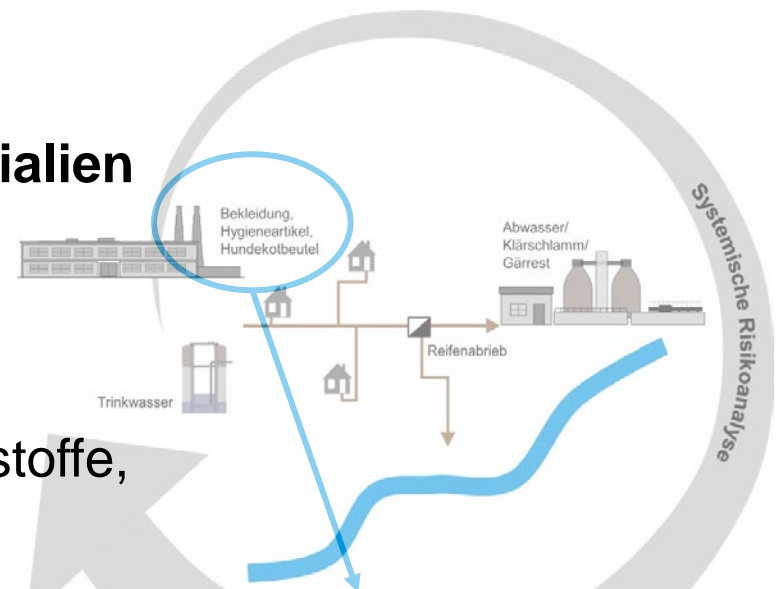 ialien
Bekleidung,
Hygieneartikel,
Hundekotbeutel
Abwasser/
Klärschlamm/
Gärrest
Systemische Risikoanalyse
Reifenabrieb
Trinkwasser
stoffe,